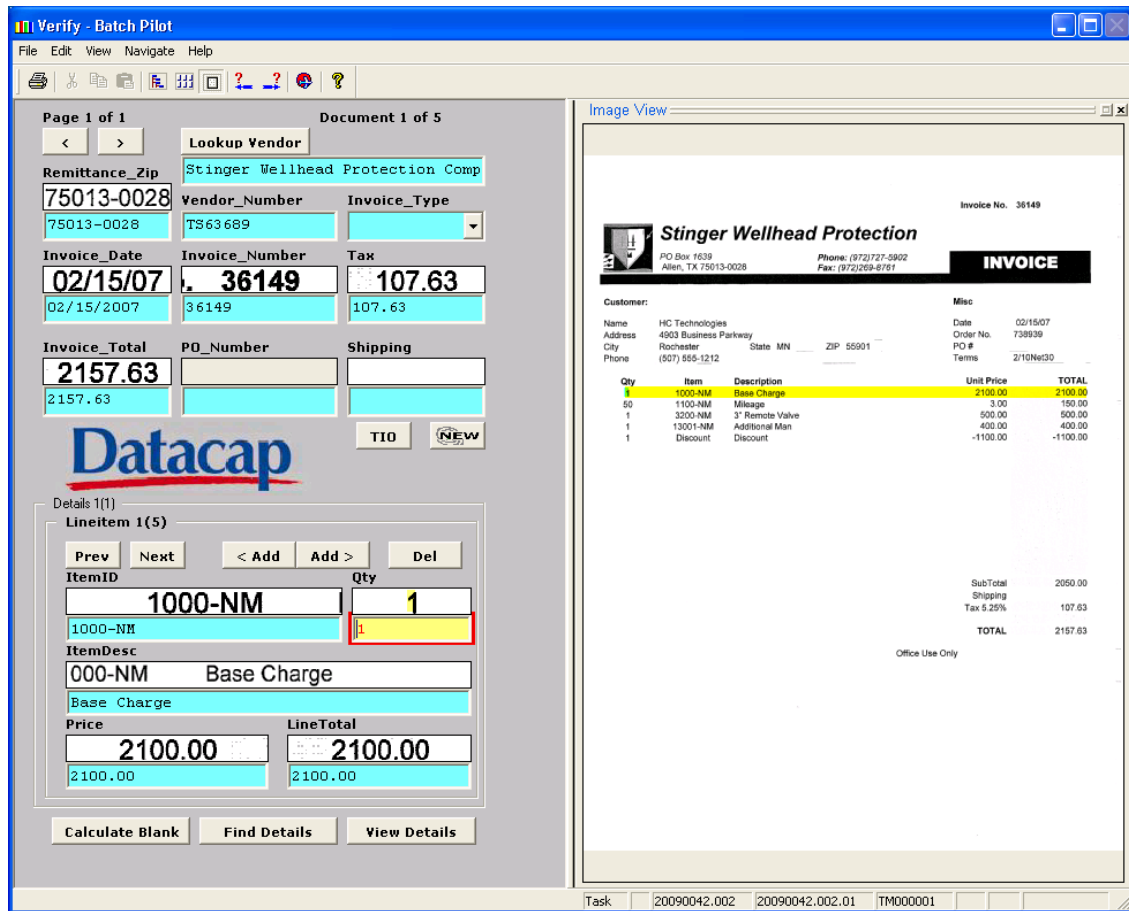 Verify - Batch Pilot
File Edit View Navigate Help
Page 1 of 1 Document 1 of 5
< > Lookup Vendor
Stinger Wellhead Protection Comp
Remittance_Zip
75013-0028 Vendor_Number Invoice_Type
75013-0028 TS63689
Invoice_Date Invoice_Number Tax
02/15/07 . 36149 107.63
02/15/2007 36149 107.63
Invoice_Total PO_Number Shipping
2157.63
2157.63
TIO NEW
Datacap
Details 1(1)
Lineitem 1(5)
Prev Next < Add Add > Del
ItemID Qty
1000-NM 1
1000-NM 1
ItemDesc
000-NM Base Charge
Base Charge
Price LineTotal
2100.00 2100.00
2100.00 2100.00
Calculate Blank Find Details View Details
Image View
Invoice No. 36149
Stinger Wellhead Protection
PO Box 1639 Phone: (972)727-5902
Allen, TX 75013-0028 Fax: (972)269-8761
INVOICE
Customer: Misc
Name HC Technologies Date 02/15/07
Address 4903 Business Parkway Order No. 738939
City Rochester State MN ZIP 55901 PO #
Phone (507) 555-1212 Terms 2/10Net30
Qty Item Description Unit Price TOTAL
1 1000-NM Base Charge 2100.00 2100.00
50 1100-NM Mileage 3.00 150.00
1 3200-NM 3" Remote Valve 500.00 500.00
1 13001-NM Additional Man 400.00 400.00
1 Discount Discount -1100.00 -1100.00
SubTotal 2050.00
Shipping
Tax 5.25% 107.63
TOTAL 2157.63
Office Use Only
Task 20090042.002 20090042.002.01 TM000001